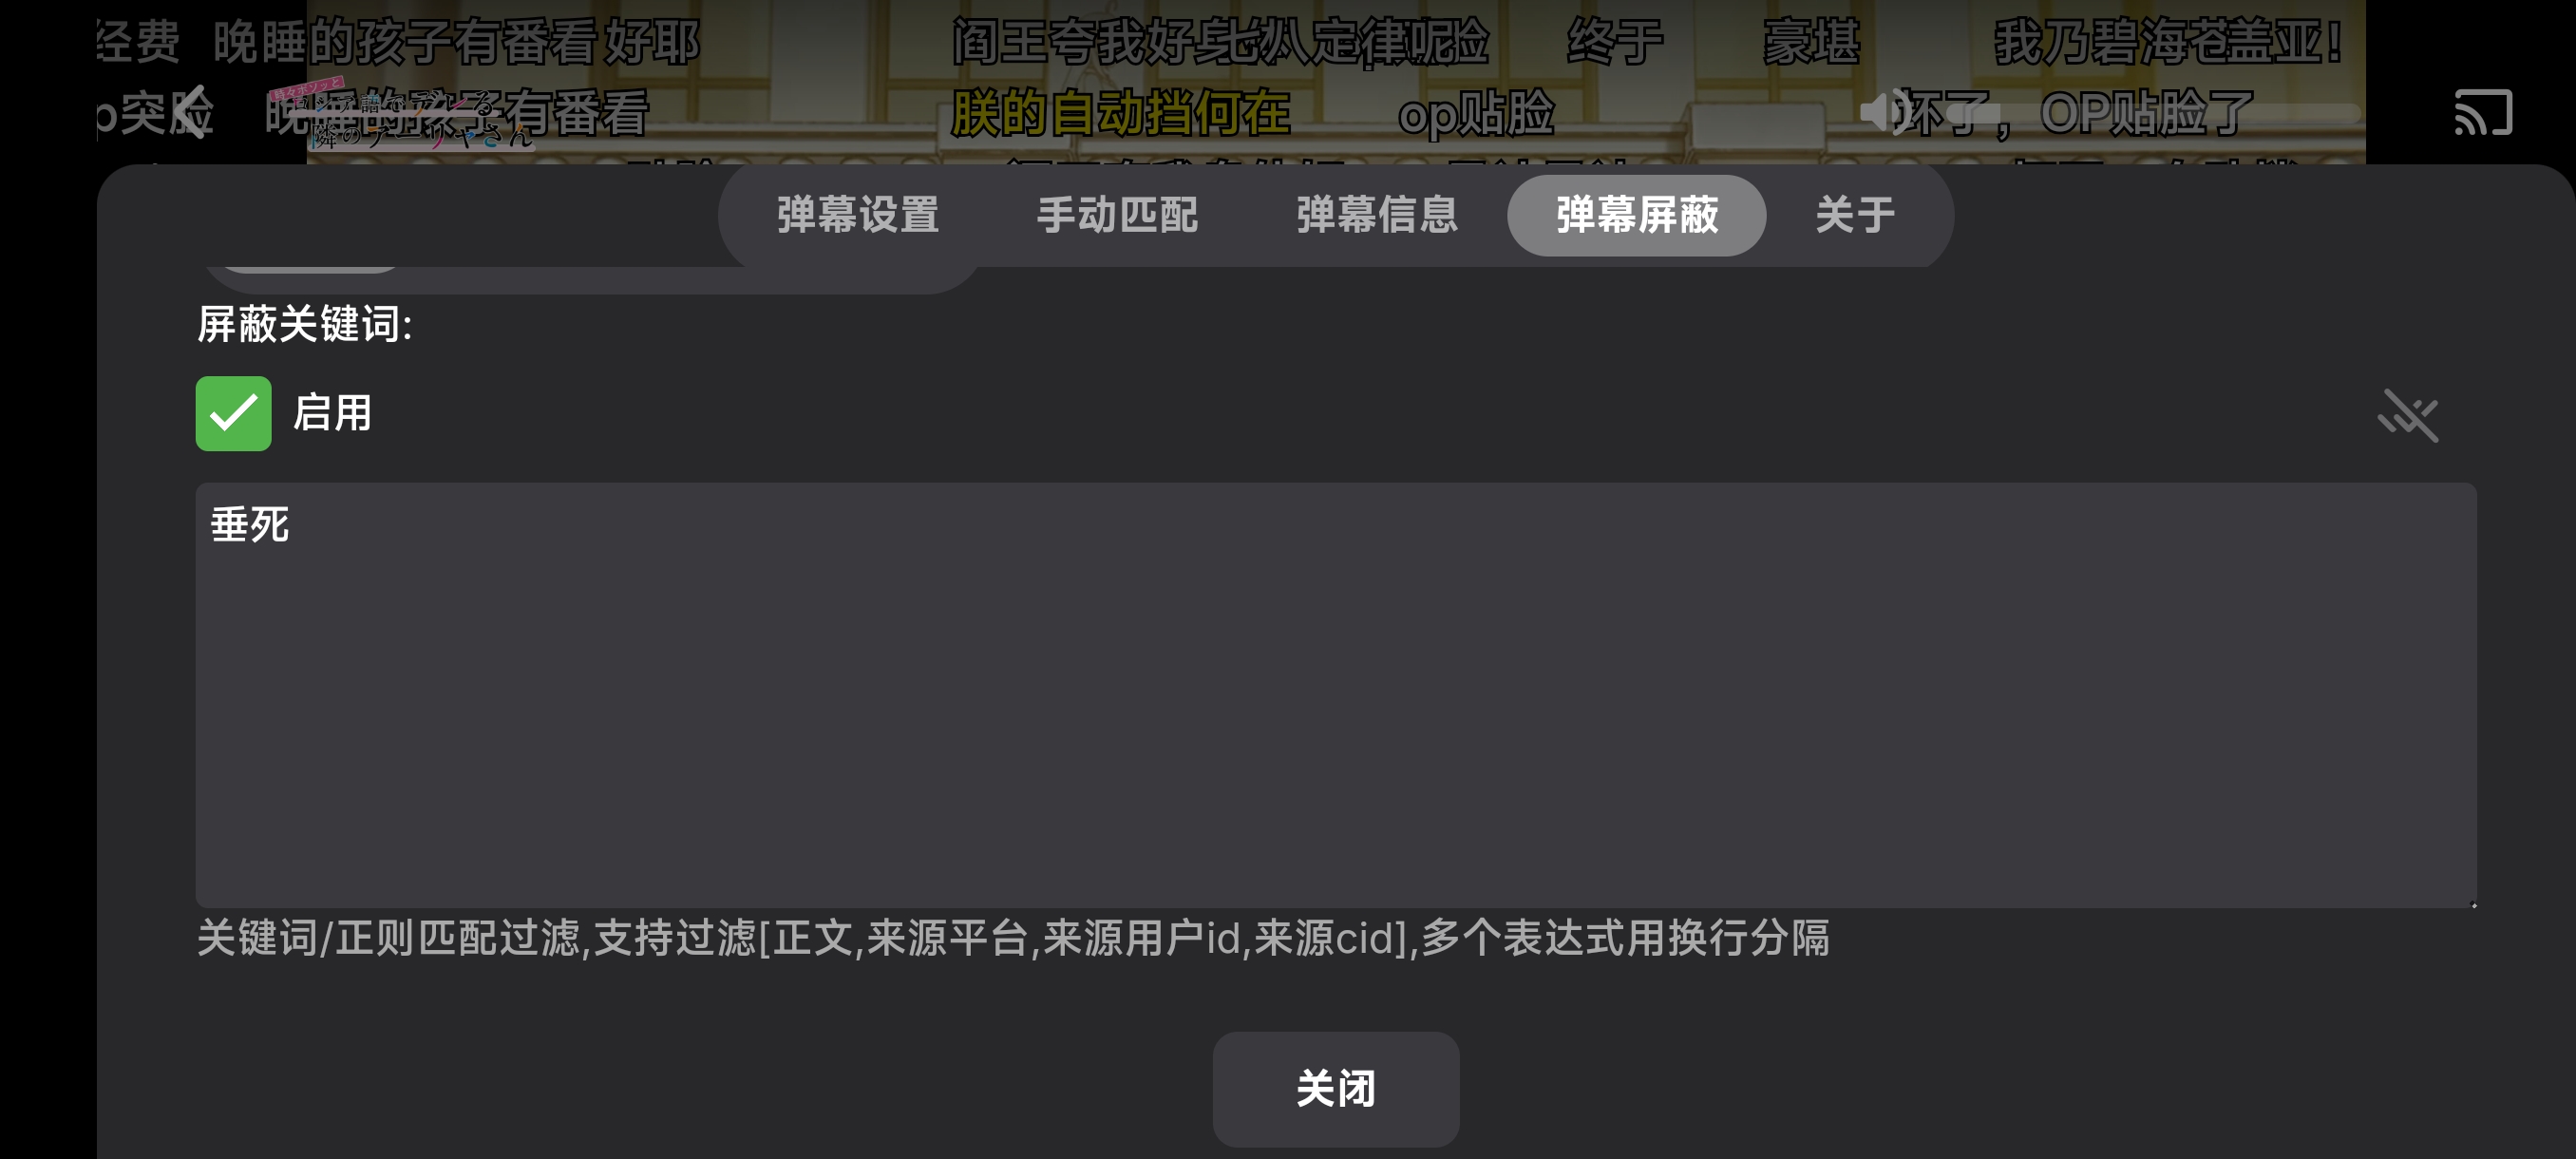 经费 晚睡的孩子有番看 好耶 阎王夸我好身 七八定律呢 终于 豪堪 我乃碧海苍盖亚!
突脸 有番看 朕的自动挡何在 op贴脸 坏了，OP贴脸了
弹幕设置 手动匹配 弹幕信息 弹幕屏蔽 关于
屏蔽关键词:
启用
垂死
关键词/正则匹配过滤,支持过滤[正文,来源平台,来源用户id,来源cid],多个表达式用换行分隔
关闭